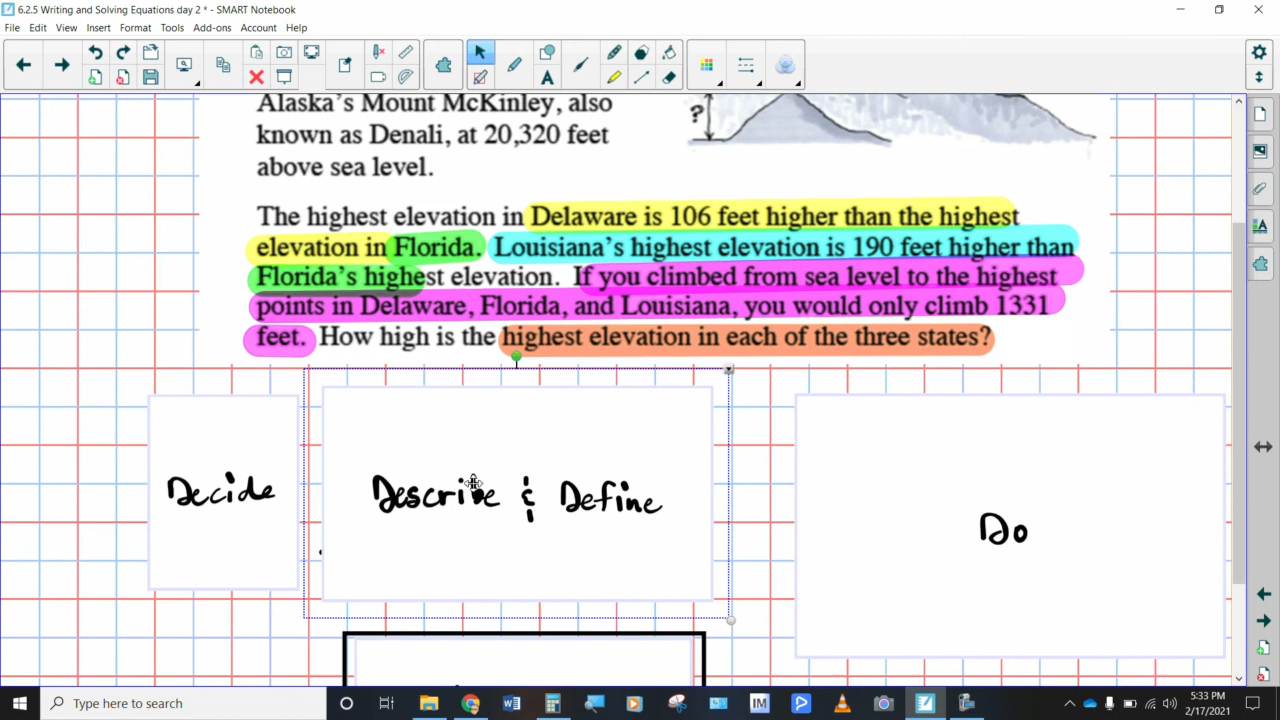 6.2.5 Writing and Solving Equations day 2 * - SMART Notebook
File Edit View Insert Format Tools Add-ons Account Help
Alaska's Mount McKinley, also
known as Denali, at 20,320 feet
above sea level.
?
The highest elevation in Delaware is 106 feet higher than the highest
elevation in Florida. Louisiana's highest elevation is 190 feet higher than
Florida's highest elevation. If you climbed from sea level to the highest
points in Delaware, Florida, and Louisiana, you would only climb 1331
feet. How high is the highest elevation in each of the three states?
Decide
Describe & Define
Do
Type here to search
IM
5:33 PM
2/17/2021